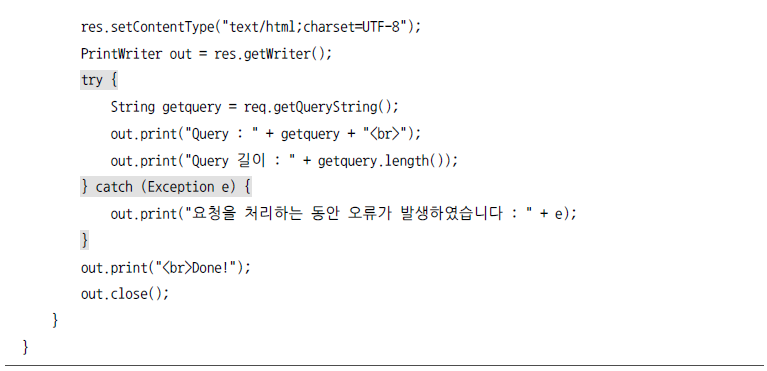 res.setContentType("text/html;charset=UTF-8");
PrintWriter out = res.getWriter();
try {
String getquery = req.getQueryString();
out.print("Query : " + getquery + "<br>");
out.print("Query 길이 : " + getquery.length());
} catch (Exception e) {
out.print("요청을 처리하는 동안 오류가 발생하였습니다 : " + e);
}
out.print("<br>Done!");
out.close();
}
}